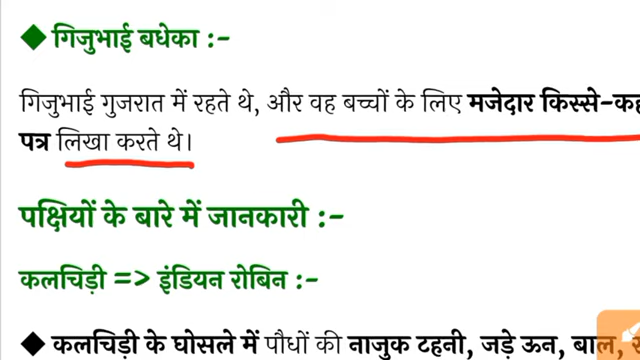 ◆ गिजुभाई बधेका :-
गिजुभाई गुजरात में रहते थे, और वह बच्चों के लिए मजेदार किस्से-
पत्र लिखा करते थे।
पक्षियों के बारे में जानकारी :-
कलचिड़ी => इंडियन रोबिन :-
◆ कलचिड़ी के घोसले में पौधों की नाजुक टहनी, जड़े ऊन, बाल,